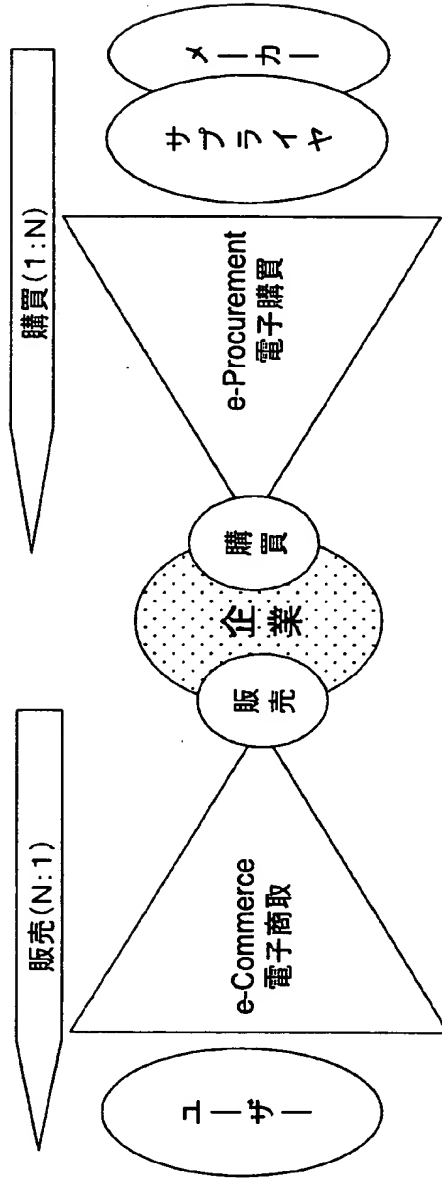 販売(N:1)
購買(1:N)
ユーザー
e-Commerce
電子商取
販売
企業
購買
e-Procurement
電子購買
サプライヤ
メーカー